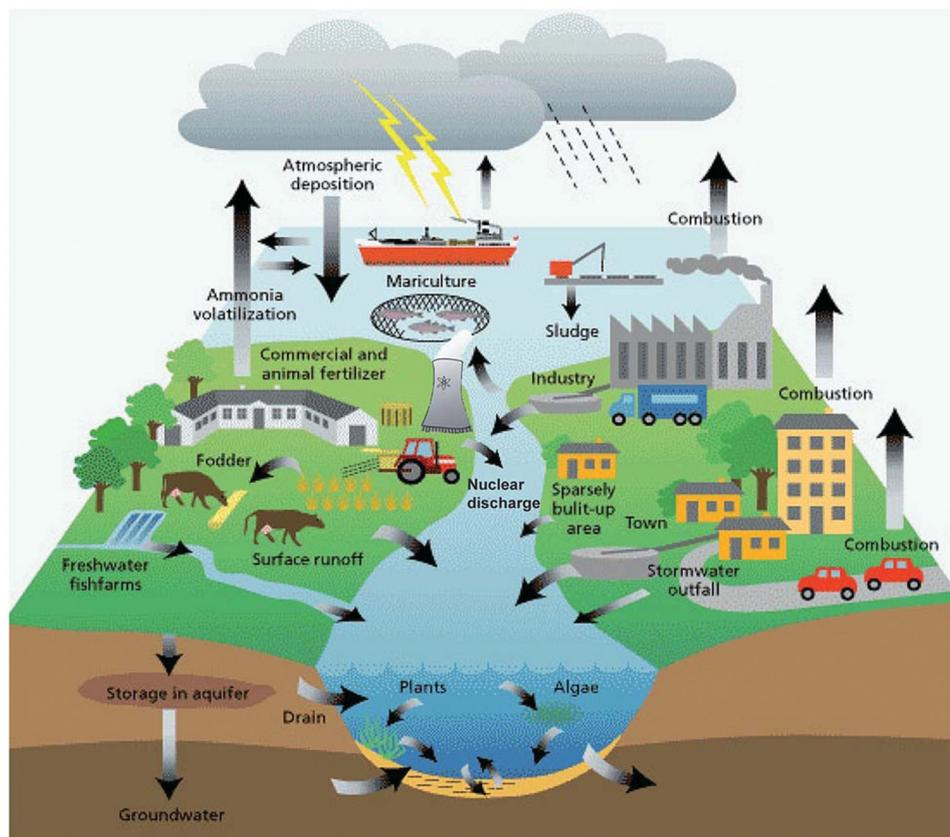 Atmospheric
deposition
Combustion
Mariculture
Ammonia
volatilization
Sludge
Commercial and
animal fertilizer
Industry
Combustion
Fodder
Nuclear
discharge
Sparsely
bulit-up
area
Town
Combustion
Freshwater
fishfarms
Surface runoff
Stormwater
outfall
Storage in aquifer
Plants
Algae
Drain
Groundwater